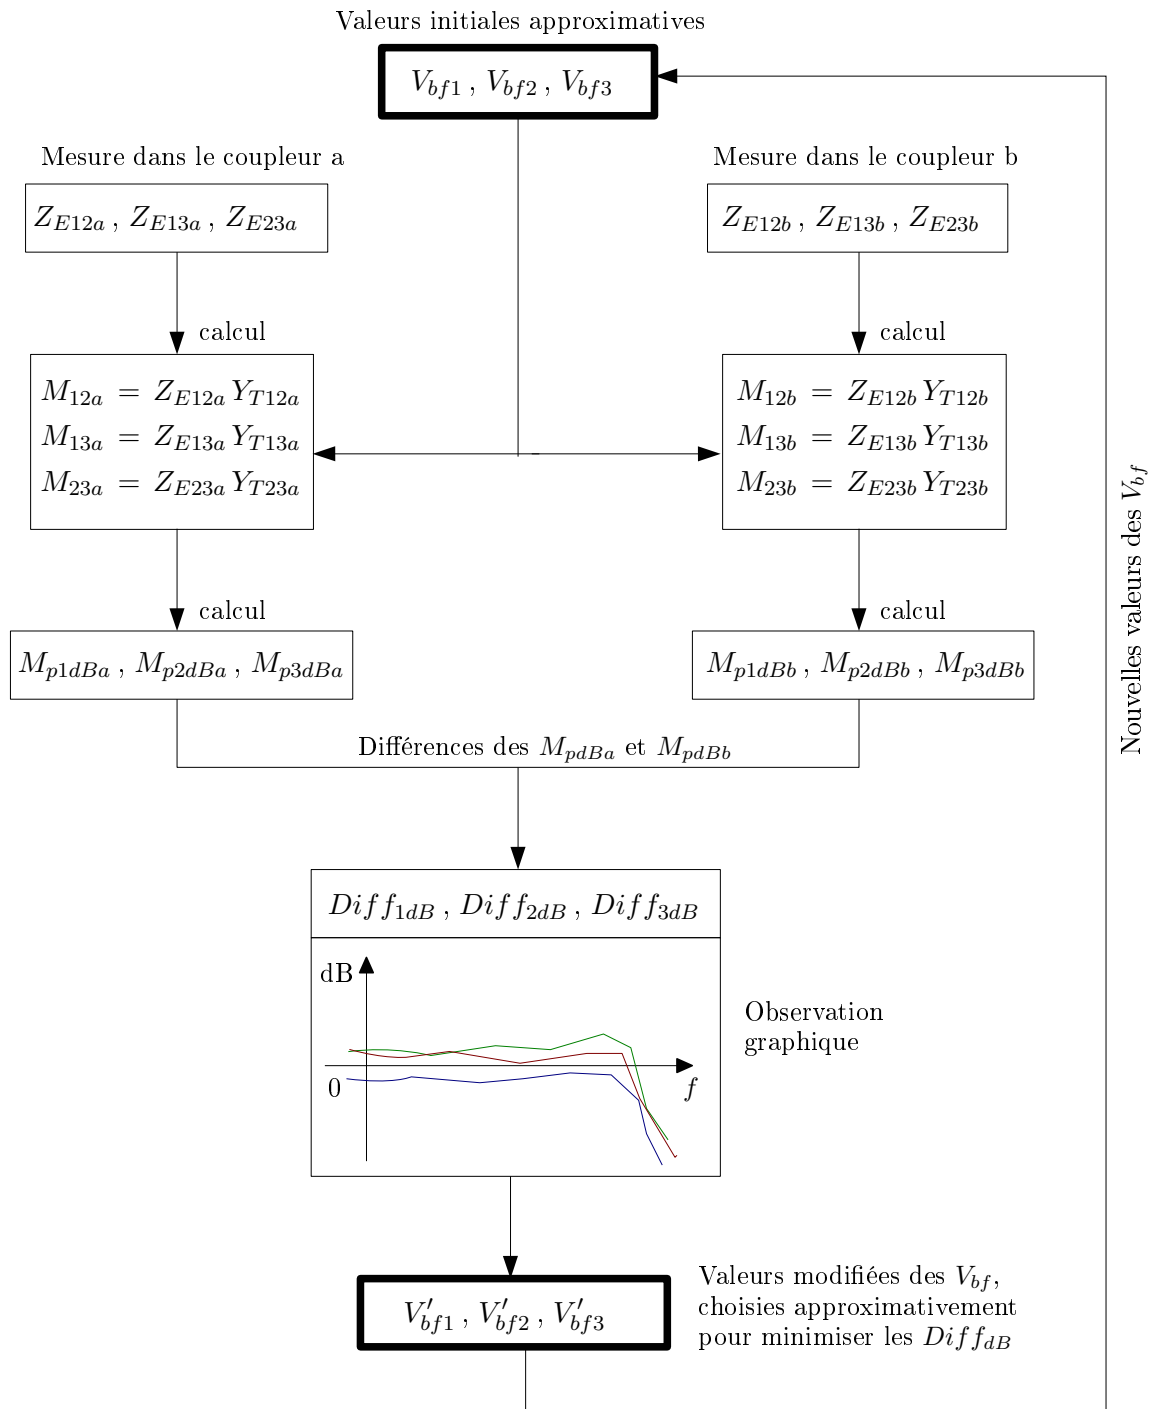 Valeurs initiales approximatives
V_{bf1} , V_{bf2} , V_{bf3}
Mesure dans le coupleur a
Z_{E12a} , Z_{E13a} , Z_{E23a}
Mesure dans le coupleur b
Z_{E12b} , Z_{E13b} , Z_{E23b}
calcul
calcul
M_{12a} = Z_{E12a} Y_{T12a}
M_{13a} = Z_{E13a} Y_{T13a}
M_{23a} = Z_{E23a} Y_{T23a}
M_{12b} = Z_{E12b} Y_{T12b}
M_{13b} = Z_{E13b} Y_{T13b}
M_{23b} = Z_{E23b} Y_{T23b}
Nouvelles valeurs des V_{bf}
calcul
calcul
M_{p1dBa} , M_{p2dBa} , M_{p3dBa}
M_{p1dBb} , M_{p2dBb} , M_{p3dBb}
Différences des M_{pdBa} et M_{pdBb}
Diff_{1dB} , Diff_{2dB} , Diff_{3dB}
dB
0
f
Observation
graphique
V'_{bf1} , V'_{bf2} , V'_{bf3}
Valeurs modifiées des V_{bf},
choisies approximativement
pour minimiser les Diff_{dB}